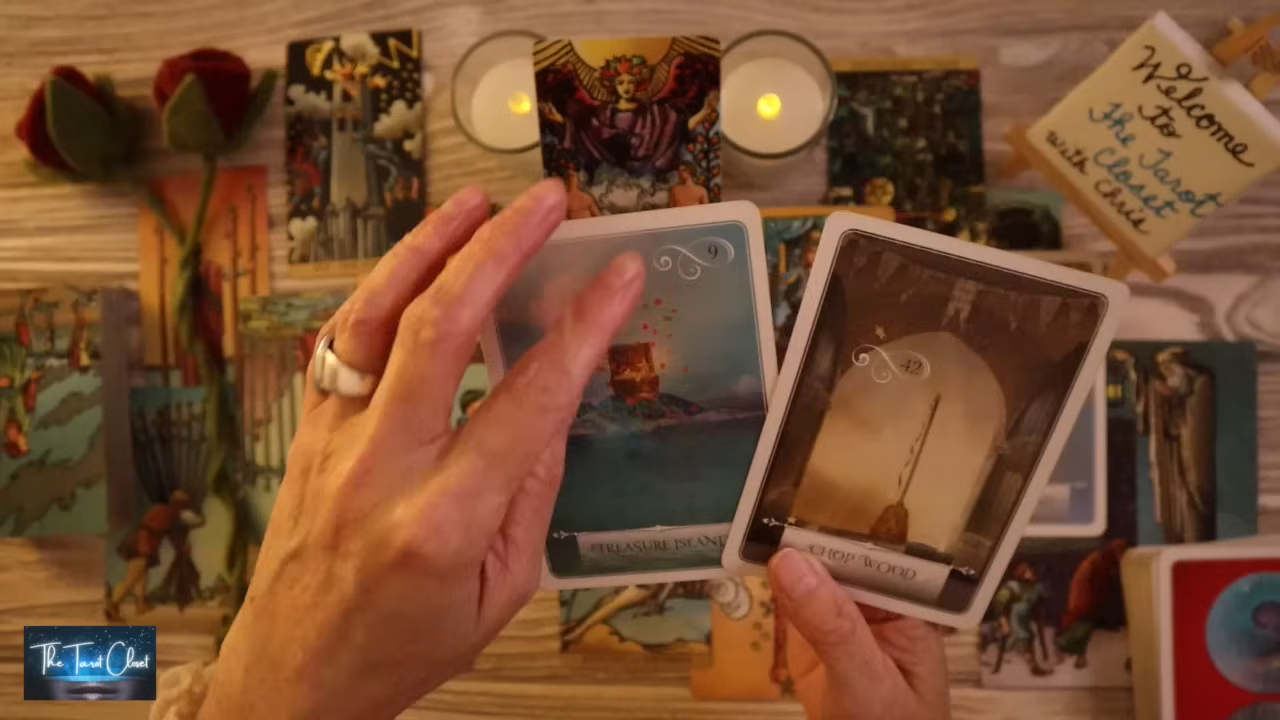 Welcome
To
The Tarot
Closet
with Chris
9
TREASURE ISLAND
42
CHOP WOOD
The Tarot Closet